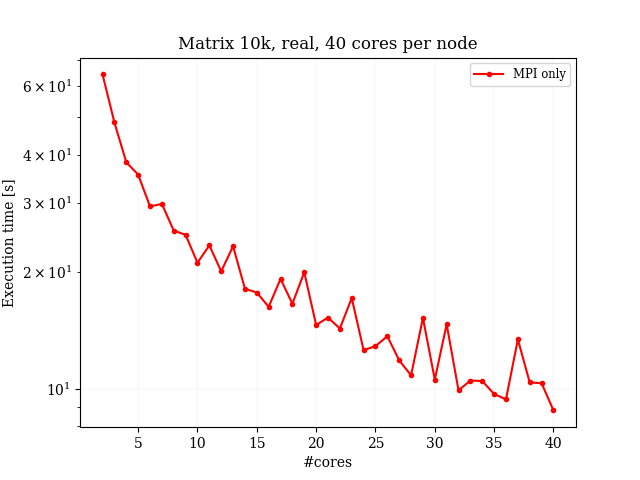 Matrix 10k, real, 40 cores per node
MPI only
6 × 10¹
4 × 10¹
3 × 10¹
2 × 10¹
10¹
Execution time [s]
5 10 15 20 25 30 35 40
#cores